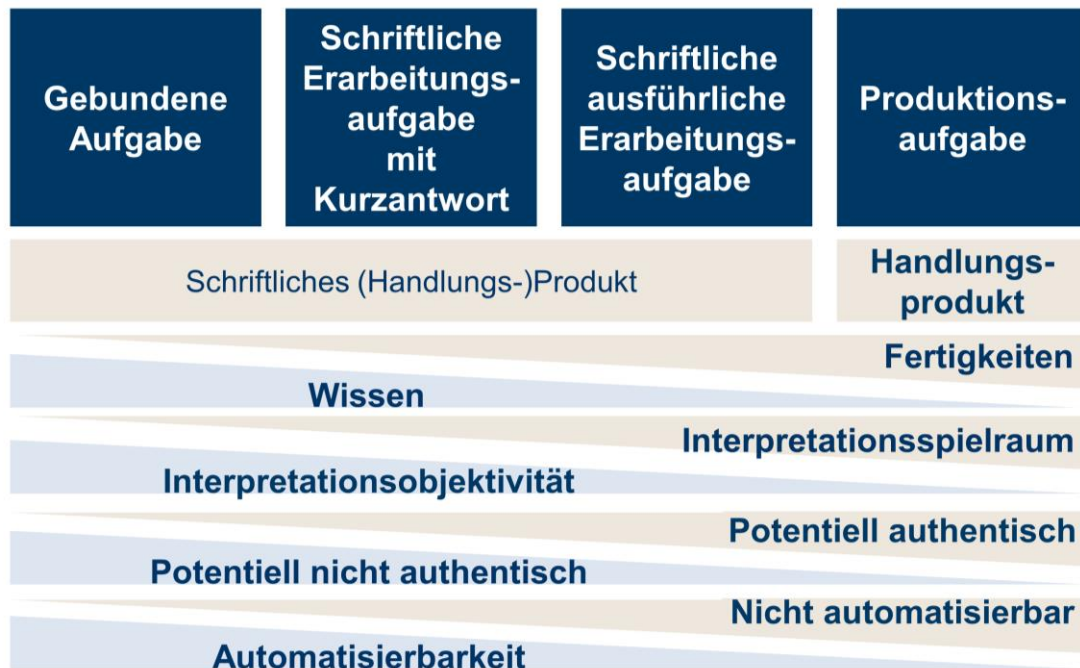 Gebundene
Aufgabe
Schriftliche
Erarbeitungs-
aufgabe
mit
Kurzantwort
Schriftliche
ausführliche
Erarbeitungs-
aufgabe
Produktions-
aufgabe
Schriftliches (Handlungs-)Produkt
Handlungs-
produkt
Fertigkeiten
Wissen
Interpretationsspielraum
Interpretationsobjektivität
Potentiell authentisch
Potentiell nicht authentisch
Nicht automatisierbar
Automatisierbarkeit